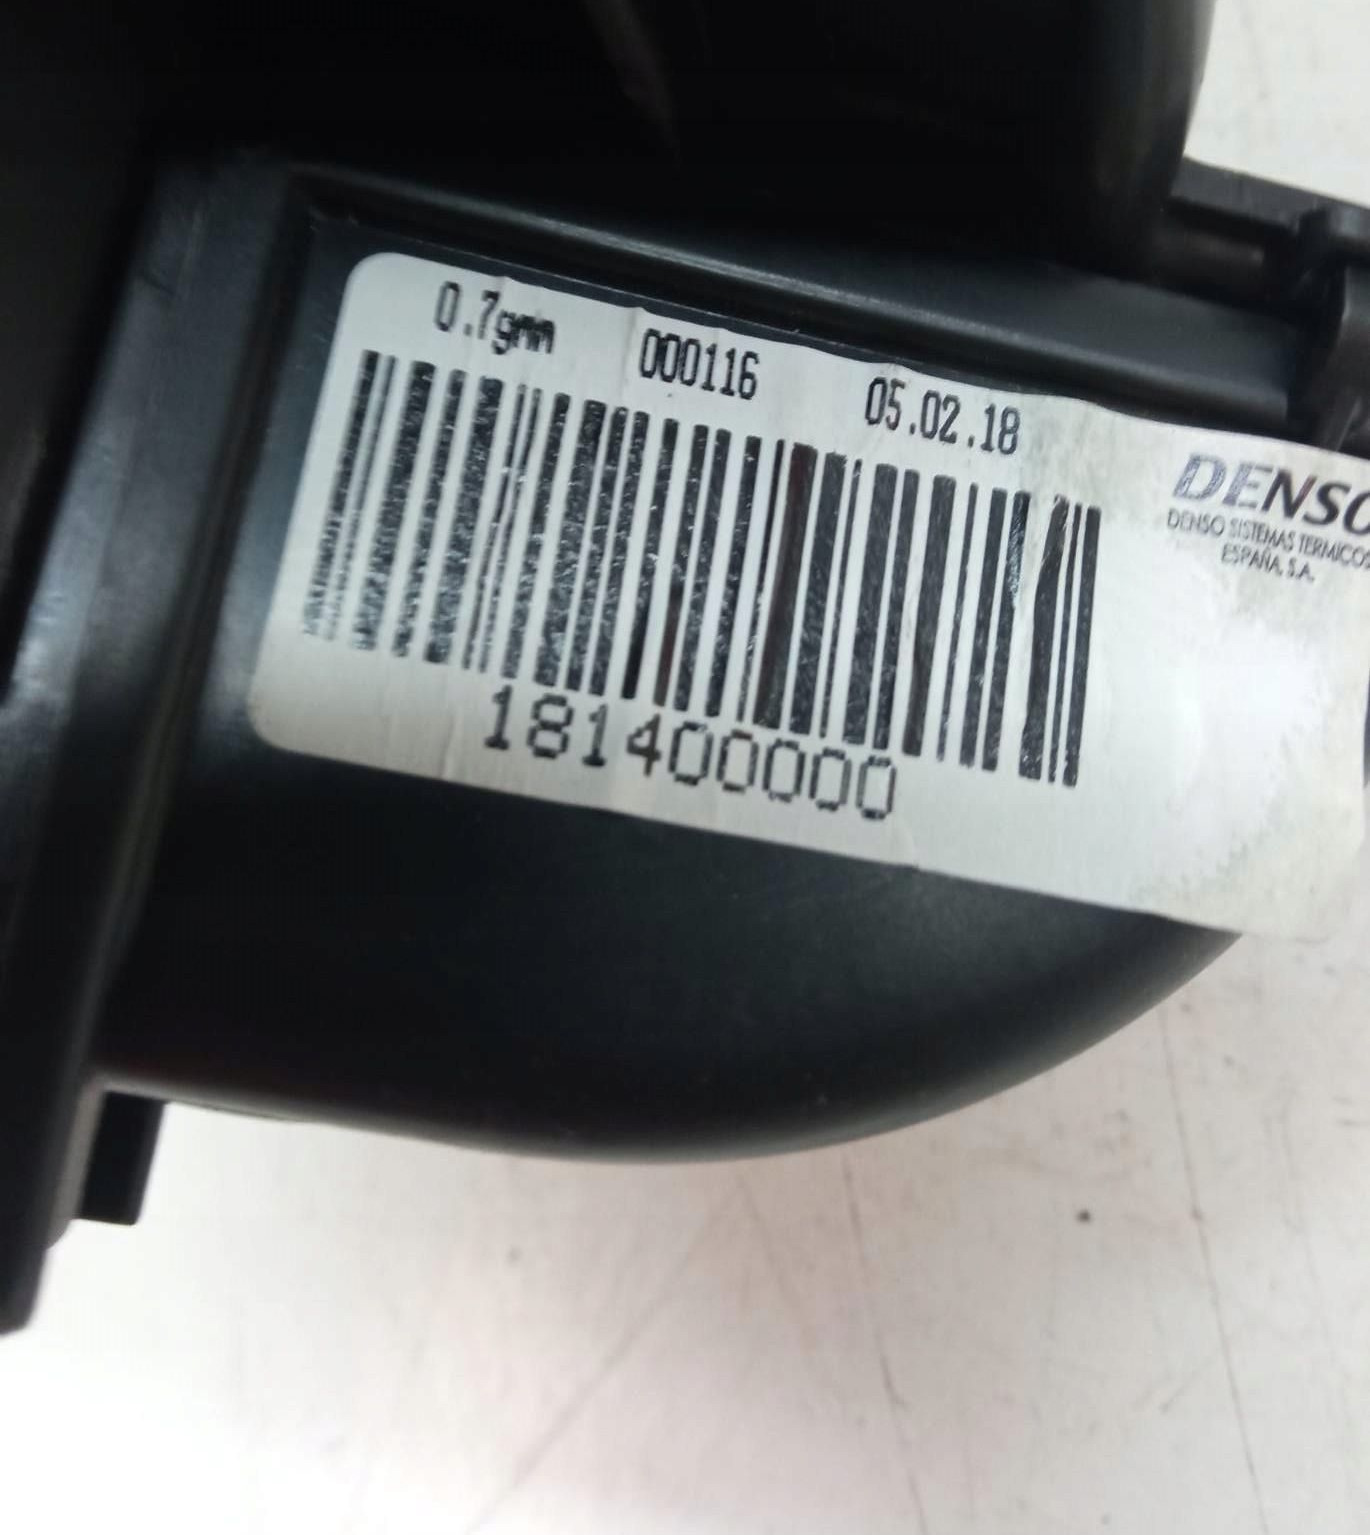 0.7gmm 000116 05.02.18
181400000
DENSO
DENSO SISTEMAS TERMICOS
ESPAÑA, S.A.